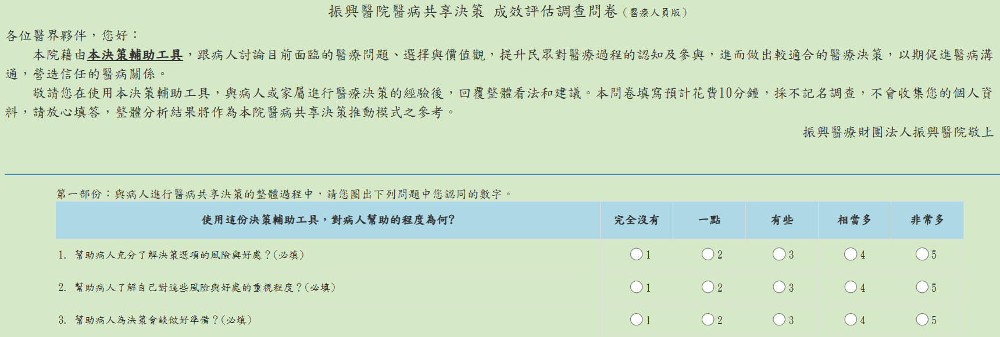 振興醫院醫病共享決策 成效評估調查問卷(醫療人員版)
各位醫界夥伴，您好：
本院藉由本決策輔助工具，跟病人討論目前面臨的醫療問題、選擇與價值觀，提升民眾對醫療過程的認知及參與，進而做出較適合的醫療決策，以期促進醫病溝
通，營造信任的醫病關係。
敬請您在使用本決策輔助工具，與病人或家屬進行醫療決策的經驗後，回覆整體看法和建議。本問卷填寫預計花費10分鐘，採不記名調查，不會收集您的個人資
料，請放心填答，整體分析結果將作為本院醫病共享決策推動模式之參考。
振興醫療財團法人振興醫院敬上
第一部份：與病人進行醫病共享決策的整體過程中，請您圈出下列問題中您認同的數字。
使用這份決策輔助工具，對病人幫助的程度為何? 完全沒有 一點 有些 相當多 非常多
1. 幫助病人充分了解決策選項的風險與好處？(必填) 1 2 3 4 5
2. 幫助病人了解自己對這些風險與好處的重視程度？(必填) 1 2 3 4 5
3. 幫助病人為決策會談做好準備？(必填) 1 2 3 4 5